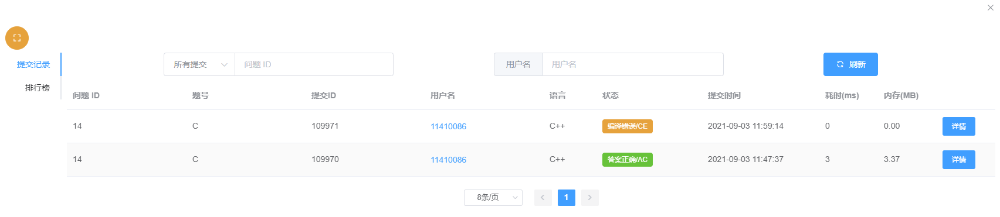 提交记录
排行榜
所有提交 问题 ID 用户名 用户名 刷新
问题 ID 题号 提交ID 用户名 语言 状态 提交时间 耗时(ms) 内存(MB)
14 C 109971 11410086 C++ 编译错误/CE 2021-09-03 11:59:14 0 0.00 详情
14 C 109970 11410086 C++ 答案正确/AC 2021-09-03 11:47:37 3 3.37 详情
8条/页 1